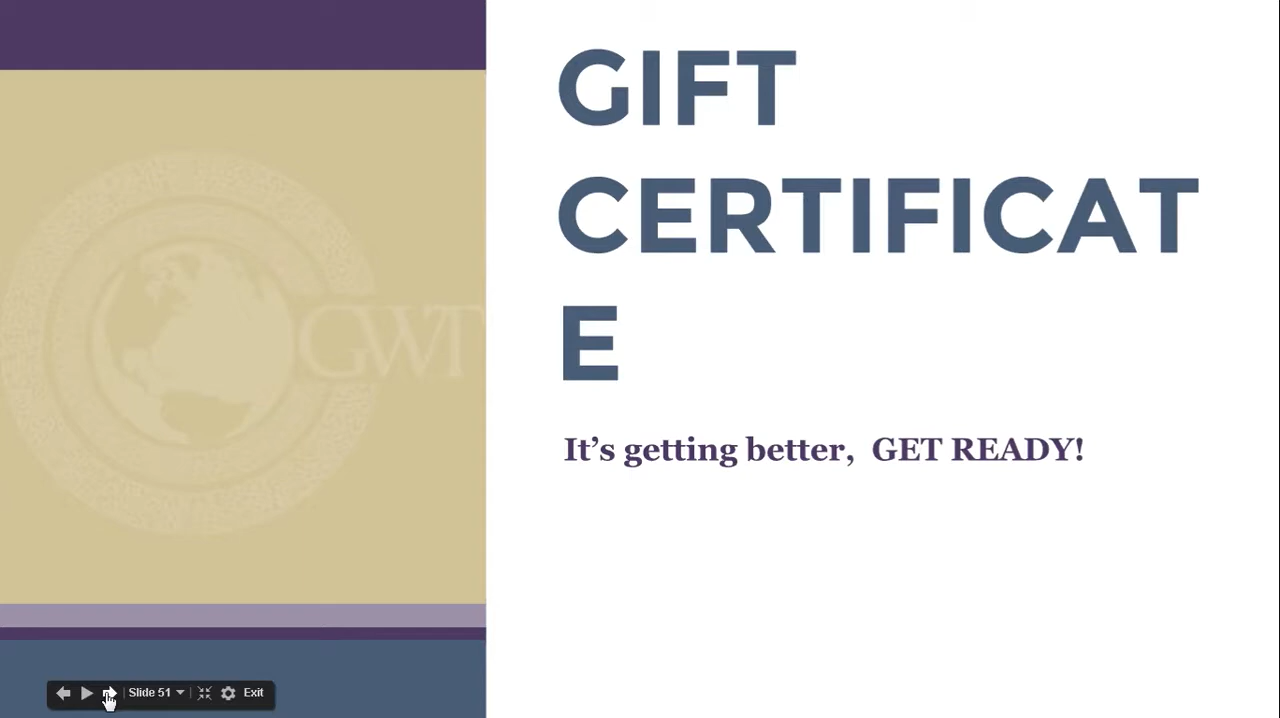 GIFT
CERTIFICAT
E
It’s getting better,  GET READY!
GWT
Slide 51
Exit